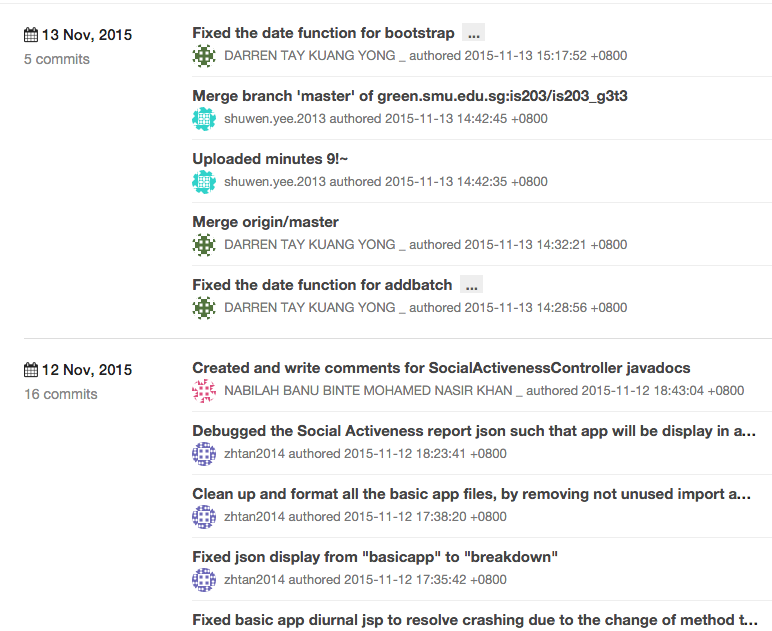 13 Nov, 2015
5 commits
Fixed the date function for bootstrap ...
DARREN TAY KUANG YONG _ authored 2015-11-13 15:17:52 +0800
Merge branch 'master' of green.smu.edu.sg:is203/is203_g3t3
shuwen.yee.2013 authored 2015-11-13 14:42:45 +0800
Uploaded minutes 9!~
shuwen.yee.2013 authored 2015-11-13 14:42:35 +0800
Merge origin/master
DARREN TAY KUANG YONG _ authored 2015-11-13 14:32:21 +0800
Fixed the date function for addbatch ...
DARREN TAY KUANG YONG _ authored 2015-11-13 14:28:56 +0800
12 Nov, 2015
16 commits
Created and write comments for SocialActivenessController javadocs
NABILAH BANU BINTE MOHAMED NASIR KHAN _ authored 2015-11-12 18:43:04 +0800
Debugged the Social Activeness report json such that app will be display in a...
zhtan2014 authored 2015-11-12 18:23:41 +0800
Clean up and format all the basic app files, by removing not unused import a...
zhtan2014 authored 2015-11-12 17:38:20 +0800
Fixed json display from "basicapp" to "breakdown"
zhtan2014 authored 2015-11-12 17:35:42 +0800
Fixed basic app diurnal jsp to resolve crashing due to the change of method t...